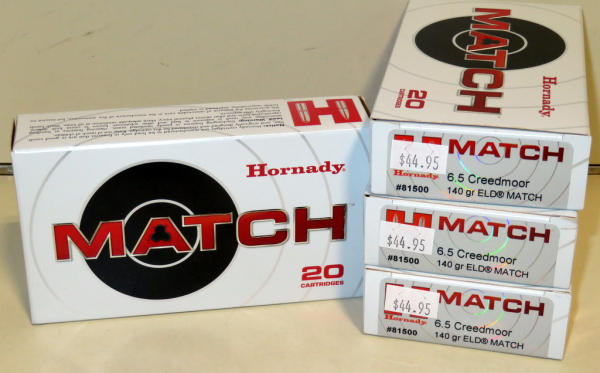 Hornady
MATCH™
20
CARTRIDGES
H
MATCH
Hornady
20
CARTRIDGES
$44.95
MATCH
Hornady
6.5 Creedmoor
#81500
140 gr ELD® MATCH
$44.95
MATCH
6.5 Creedmoor
#81500
140 gr ELD® MATCH
$44.95
MATCH
Hornady
6.5 Creedmoor
#81500
140 gr ELD® MATCH